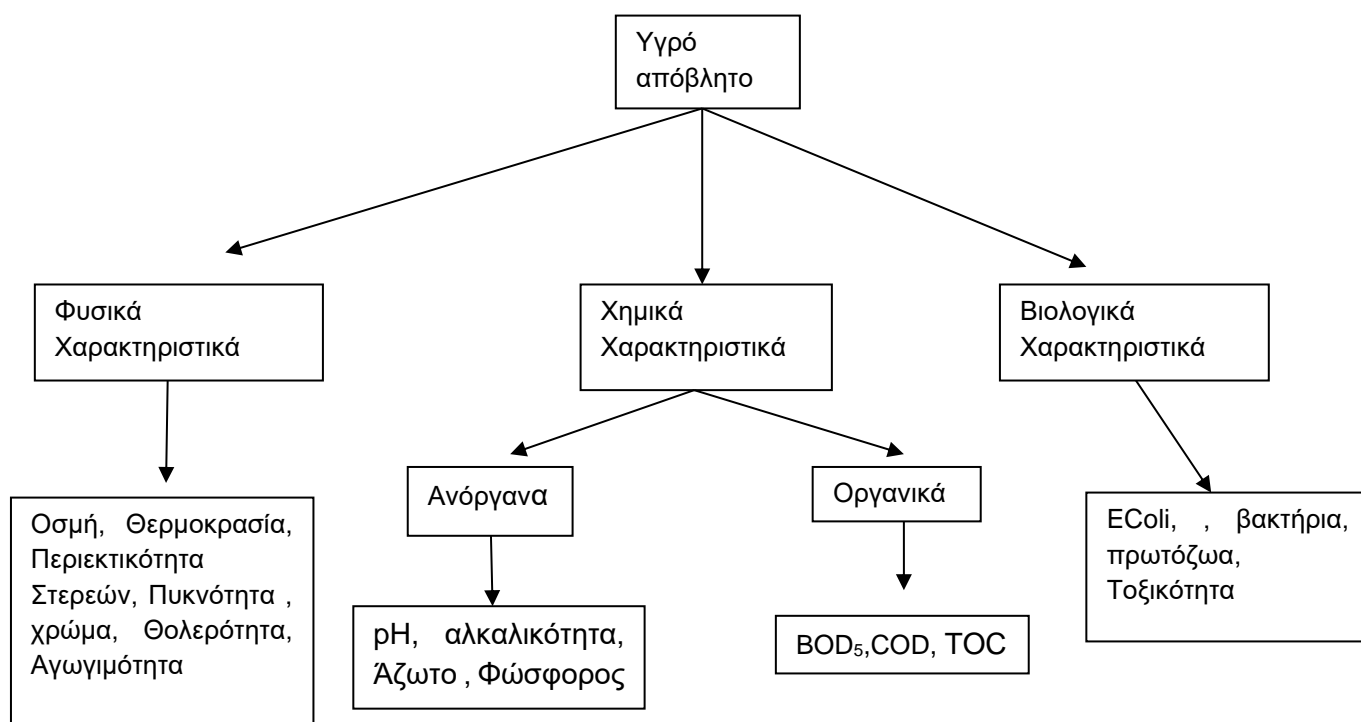 Υγρό
απόβλητο
Φυσικά
Χαρακτηριστικά
Χημικά
Χαρακτηριστικά
Βιολογικά
Χαρακτηριστικά
Ανόργανα
Οργανικά
Οσμή, Θερμοκρασία,
Περιεκτικότητα
Στερεών, Πυκνότητα ,
χρώμα, Θολερότητα,
Αγωγιμότητα
pH, αλκαλικότητα,
Άζωτο , Φώσφορος
BOD₅,COD, TOC
EColi, , βακτήρια,
πρωτόζωα,
Τοξικότητα